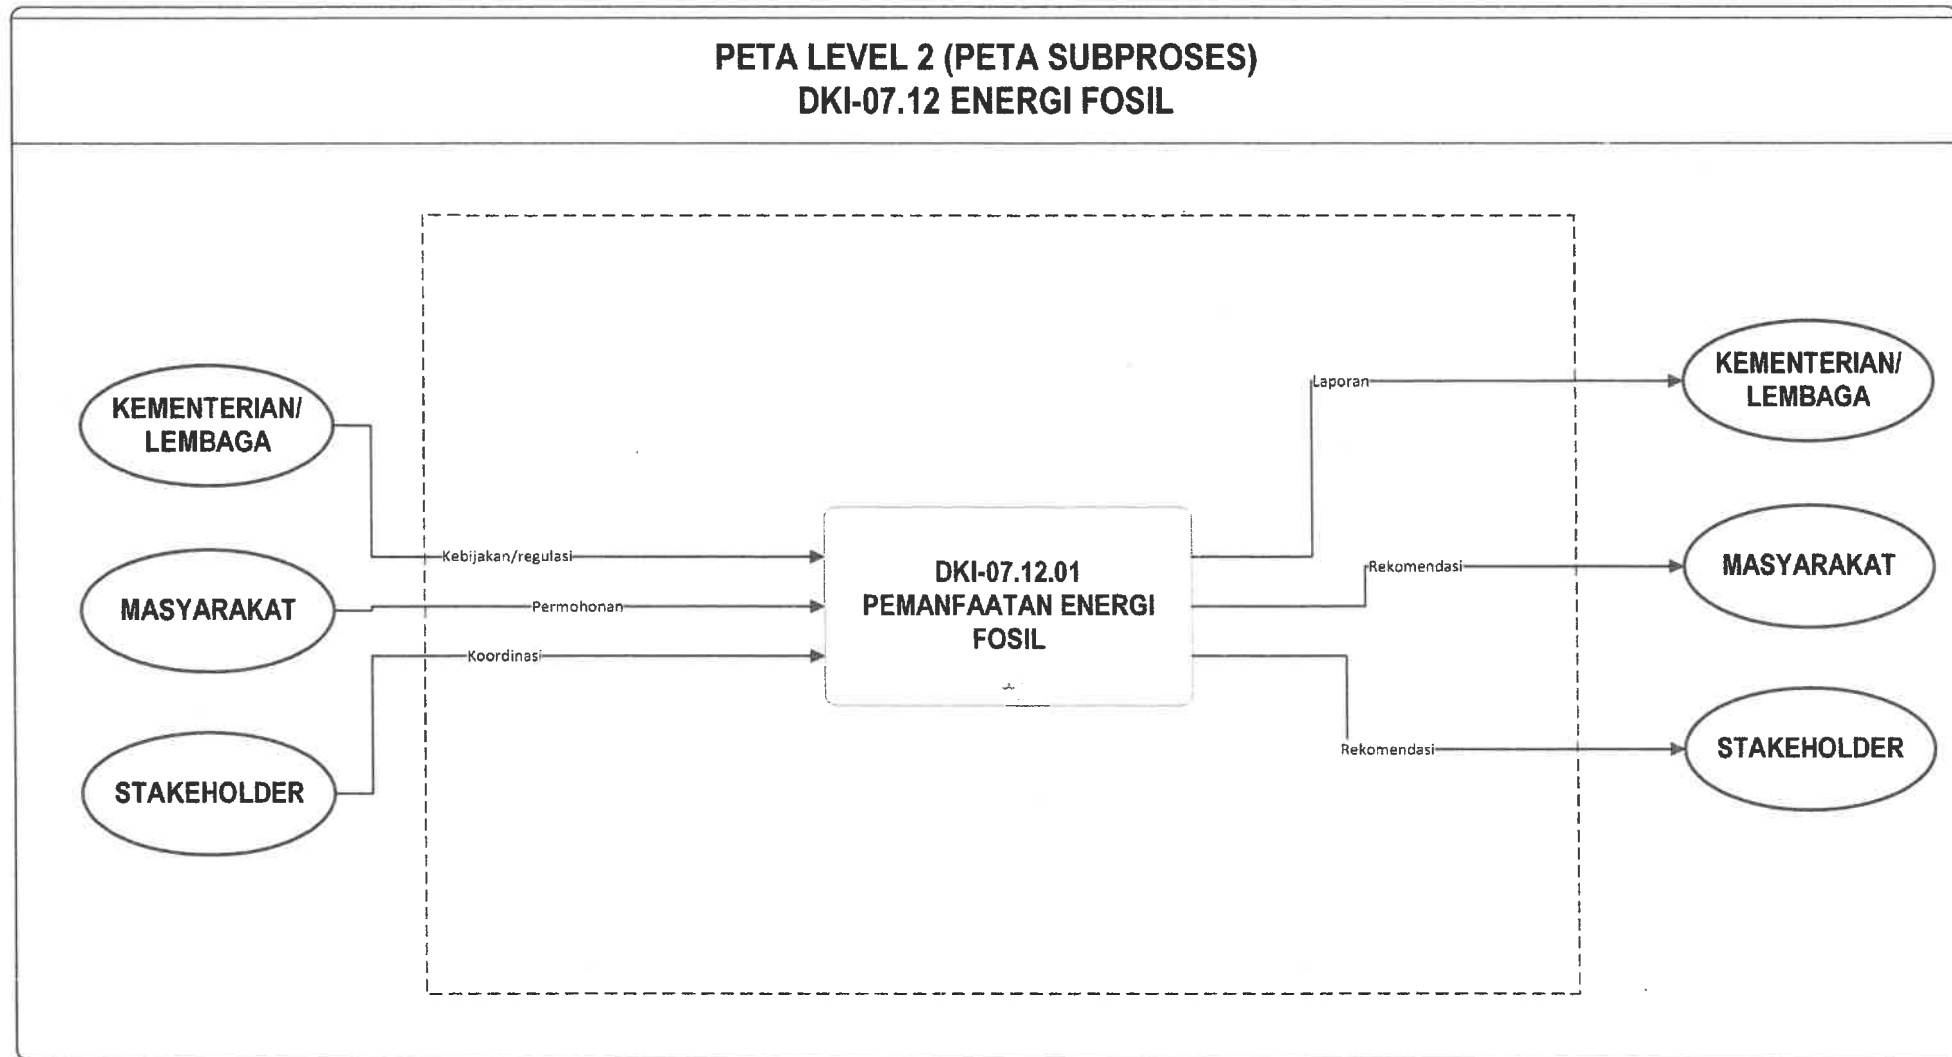 PETA LEVEL 2 (PETA SUBPROSES)
DKI-07.12 ENERGI FOSIL
KEMENTERIAN/
LEMBAGA
MASYARAKAT
STAKEHOLDER
Kebijakan/regulasi
Permohonan
Koordinasi
DKI-07.12.01
PEMANFAATAN ENERGI
FOSIL
Laporan
Rekomendasi
Rekomendasi
KEMENTERIAN/
LEMBAGA
MASYARAKAT
STAKEHOLDER